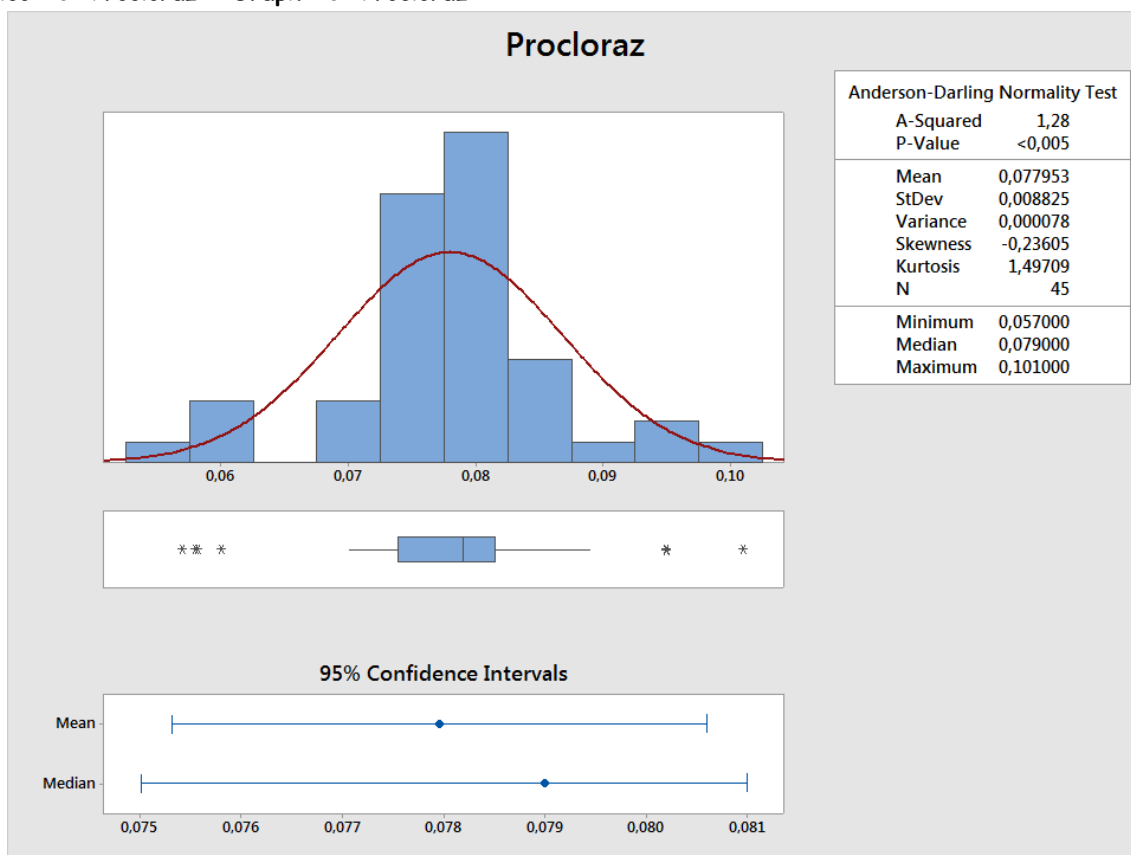 Procloraz
Anderson-Darling Normality Test
A-Squared 1,28
P-Value <0,005
Mean 0,077953
StDev 0,008825
Variance 0,000078
Skewness -0,23605
Kurtosis 1,49709
N 45
Minimum 0,057000
Median 0,079000
Maximum 0,101000
0,06 0,07 0,08 0,09 0,10
95% Confidence Intervals
Mean
Median
0,075 0,076 0,077 0,078 0,079 0,080 0,081